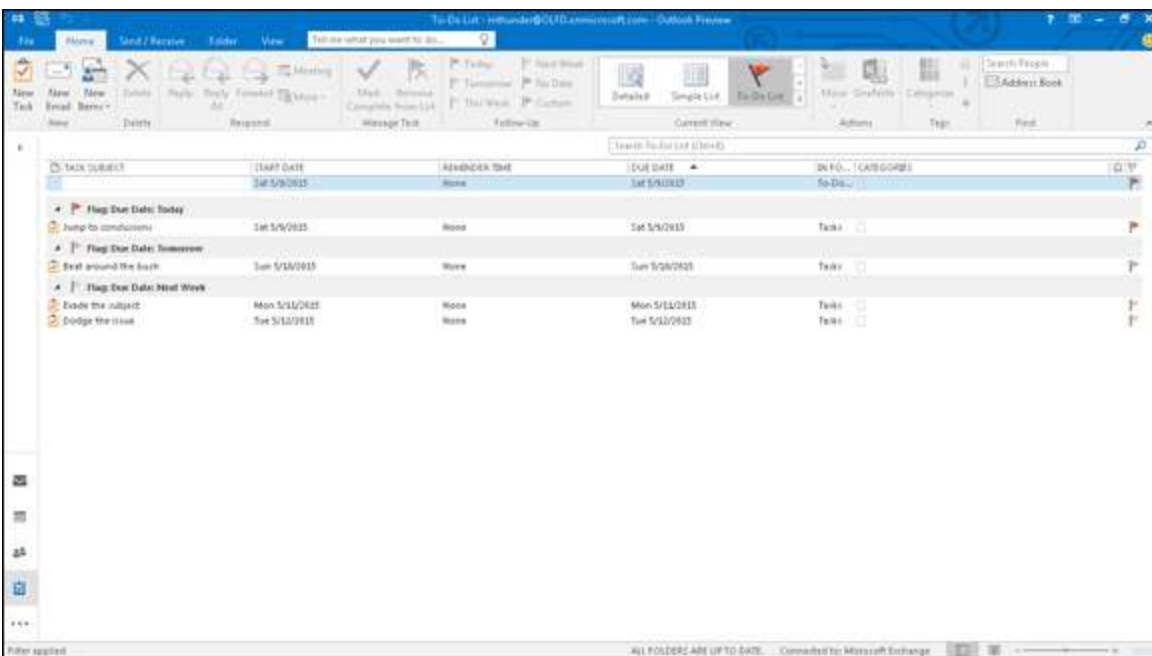 To-Do List - mthunder@OLFD.onmicrosoft.com - Outlook Preview
File Home Send / Receive Folder View Tell me what you want to do...
New Task
New Email
New Items
Delete
Reply
Reply All
Forward
Meeting
More
Mark Complete
Remove from List
Today
Tomorrow
This Week
Next Week
No Date
Custom
Detailed
Simple List
To-Do List
Move
OneNote
Categorize
Search People
Address Book
New Delete Respond Manage Task Follow-Up Current View Actions Tags Find
Search To-Do List (Ctrl+E)
TASK SUBJECT START DATE REMINDER TIME DUE DATE IN FO... CATEGORIES
Sat 5/9/2015 None Sat 5/9/2015 To-Do...
Flag: Due Date: Today
Jump to conclusions Sat 5/9/2015 None Sat 5/9/2015 Tasks
Flag: Due Date: Tomorrow
Beat around the bush Sun 5/10/2015 None Sun 5/10/2015 Tasks
Flag: Due Date: Next Week
Evade the subject Mon 5/11/2015 None Mon 5/11/2015 Tasks
Dodge the issue Tue 5/12/2015 None Tue 5/12/2015 Tasks
Filter applied ALL FOLDERS ARE UP TO DATE. Connected to: Microsoft Exchange